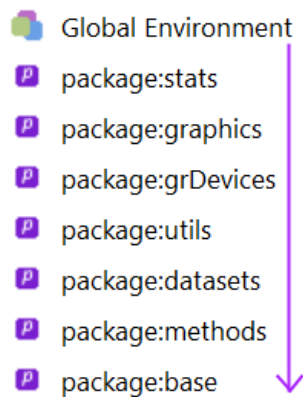 Global Environment
package:stats
package:graphics
package:grDevices
package:utils
package:datasets
package:methods
package:base